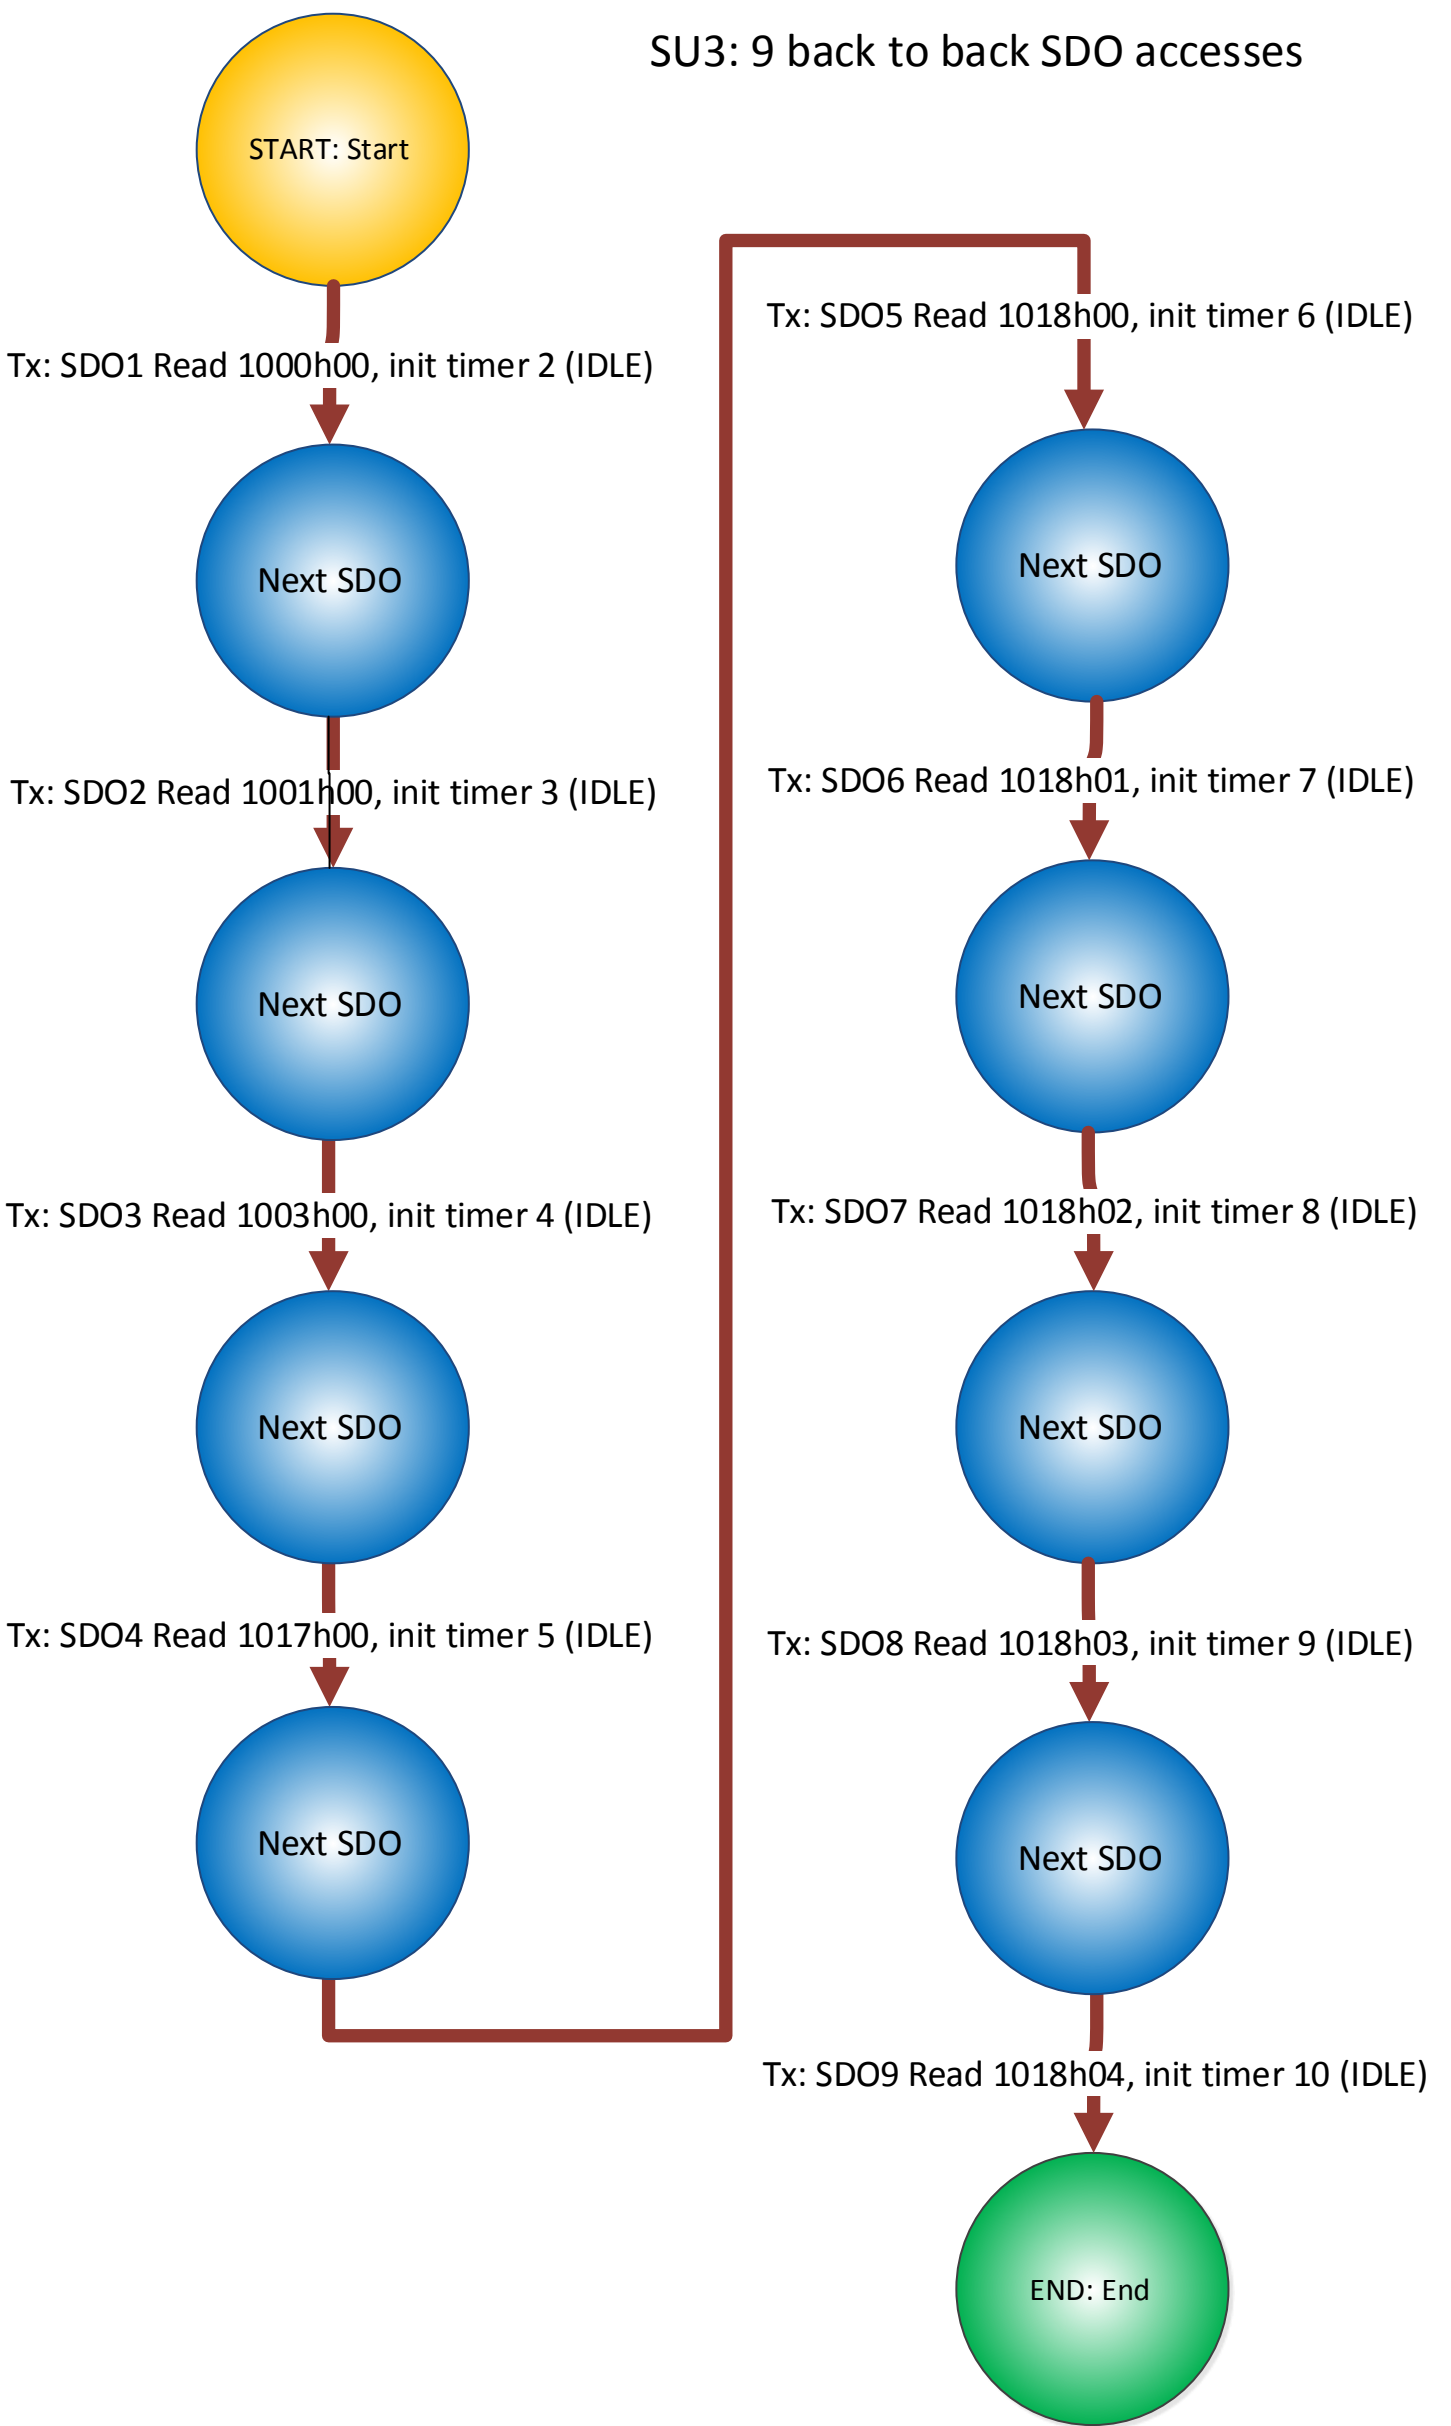 SU3: 9 back to back SDO accesses
START: Start
Tx: SDO1 Read 1000h00, init timer 2 (IDLE)
Next SDO
Tx: SDO2 Read 1001h00, init timer 3 (IDLE)
Next SDO
Tx: SDO3 Read 1003h00, init timer 4 (IDLE)
Next SDO
Tx: SDO4 Read 1017h00, init timer 5 (IDLE)
Next SDO
Tx: SDO5 Read 1018h00, init timer 6 (IDLE)
Next SDO
Tx: SDO6 Read 1018h01, init timer 7 (IDLE)
Next SDO
Tx: SDO7 Read 1018h02, init timer 8 (IDLE)
Next SDO
Tx: SDO8 Read 1018h03, init timer 9 (IDLE)
Next SDO
Tx: SDO9 Read 1018h04, init timer 10 (IDLE)
END: End